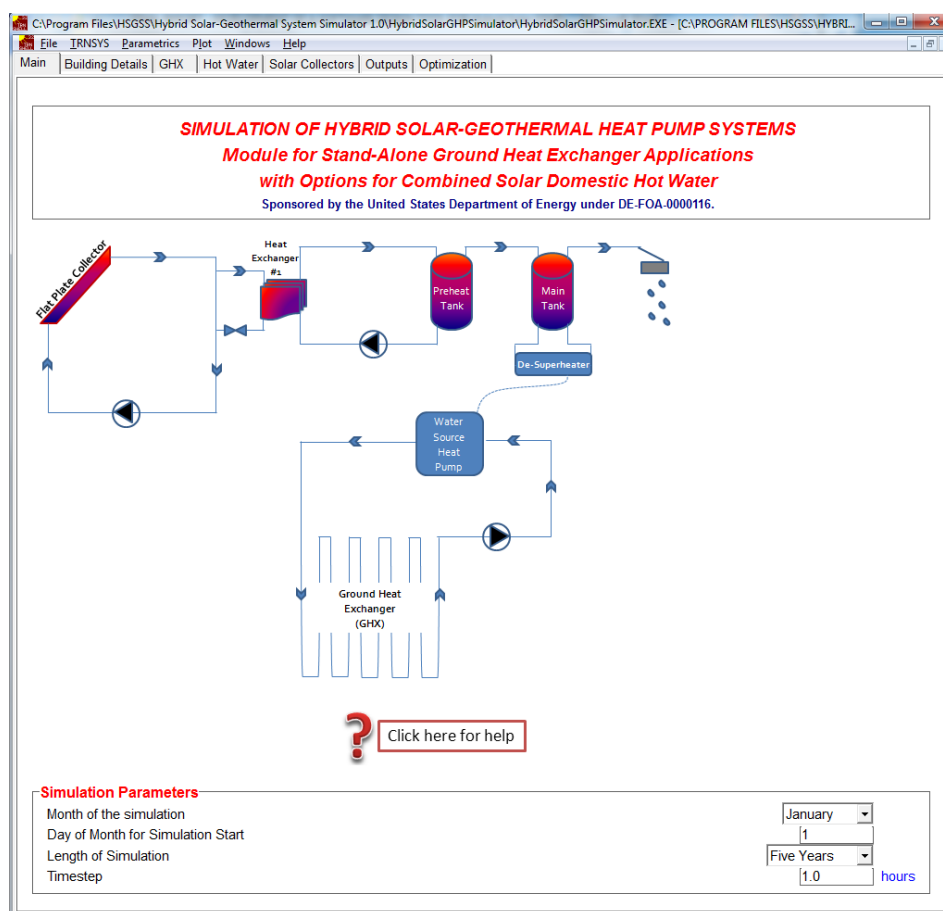 C:\Program Files\HSGSS\Hybrid Solar-Geothermal System Simulator 1.0\HybridSolarGHPSimulator\HybridSolarGHPSimulator.EXE - [C:\PROGRAM FILES\HSGSS\HYBRI...
File TRNSYS Parametrics Plot Windows Help
Main Building Details GHX Hot Water Solar Collectors Outputs Optimization
SIMULATION OF HYBRID SOLAR-GEOTHERMAL HEAT PUMP SYSTEMS
Module for Stand-Alone Ground Heat Exchanger Applications
with Options for Combined Solar Domestic Hot Water
Sponsored by the United States Department of Energy under DE-FOA-0000116.
Flat Plate Collector
Heat
Exchanger
#1
Preheat
Tank
Main
Tank
De-Superheater
Water
Source
Heat
Pump
Ground Heat
Exchanger
(GHX)
? Click here for help
Simulation Parameters
Month of the simulation January
Day of Month for Simulation Start 1
Length of Simulation Five Years
Timestep 1.0 hours